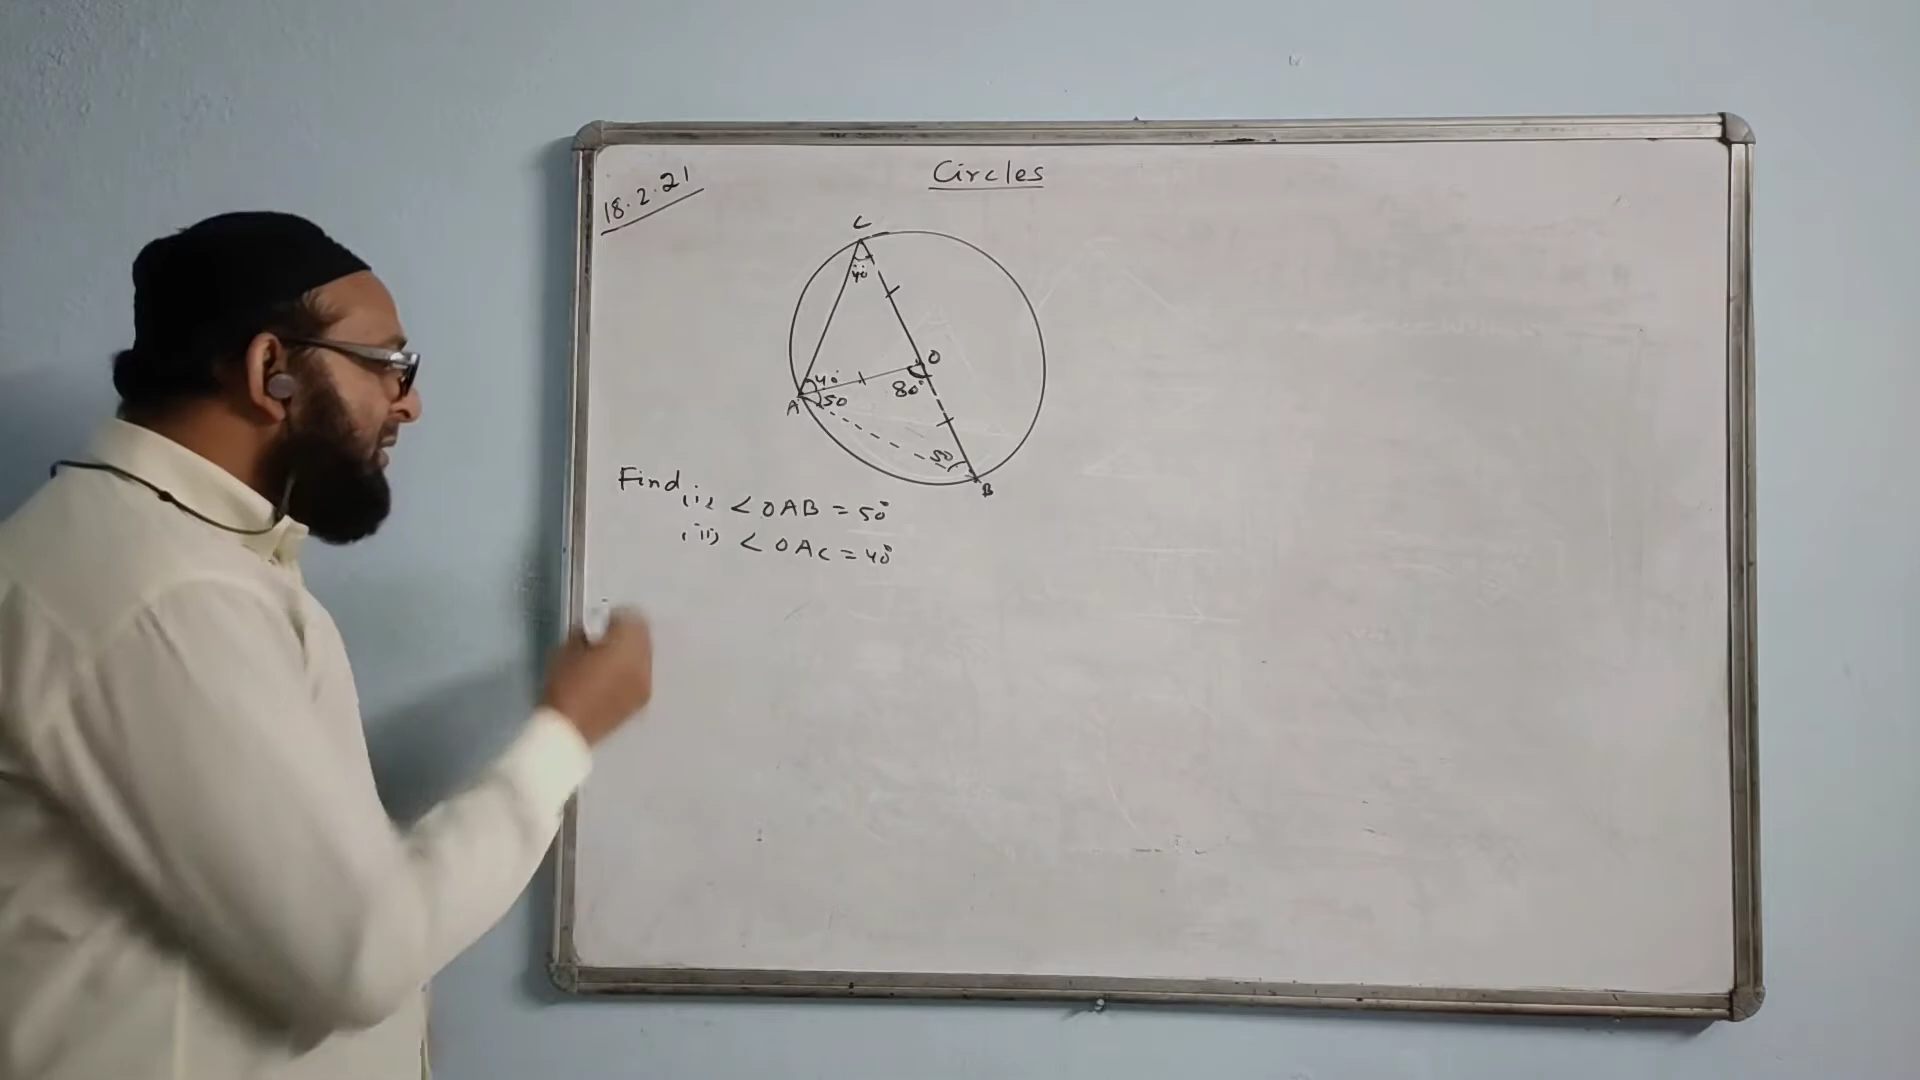 Circles
18.2.21
C
40°
O
40°
80°
A
50
50
B
Find (i) <OAB = 50°
(ii) <OAC = 40°